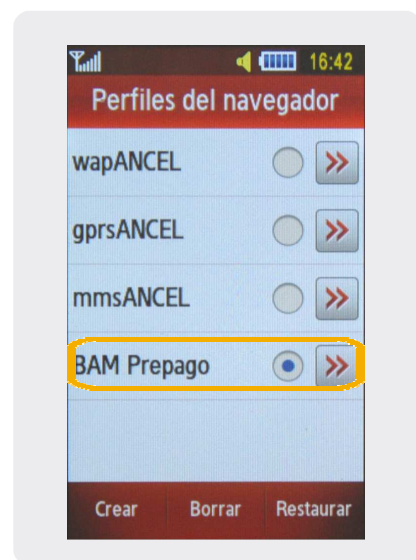 16:42
Perfiles del navegador
wapANCEL
gprsANCEL
mmsANCEL
BAM Prepago
Crear Borrar Restaurar